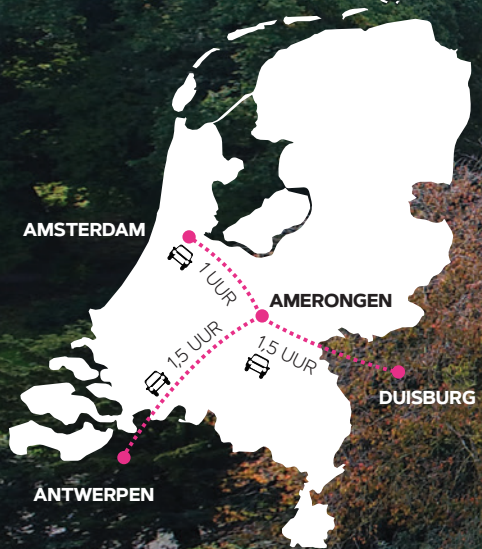 AMSTERDAM
1 UUR
AMERONGEN
1,5 UUR
1,5 UUR
DUISBURG
ANTWERPEN